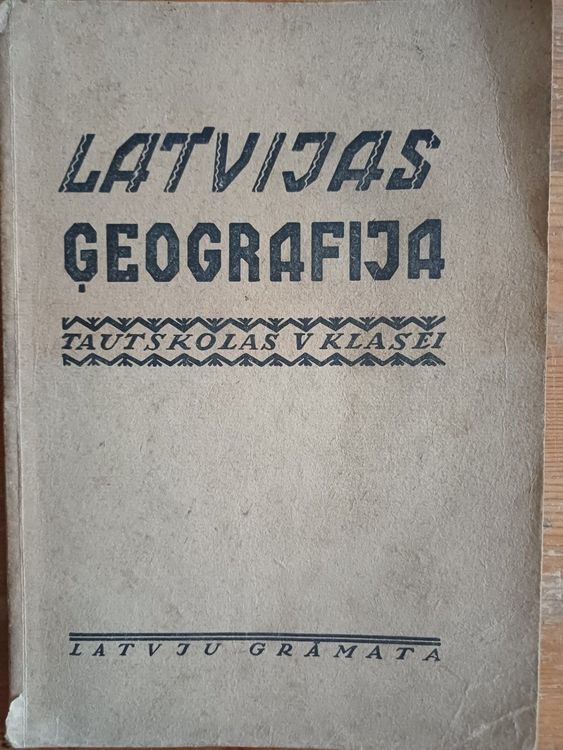 LATVIJAS
ĢEOGRAFIJA
TAUTSKOLAS V KLASEI
LATVJU GRĀMATA